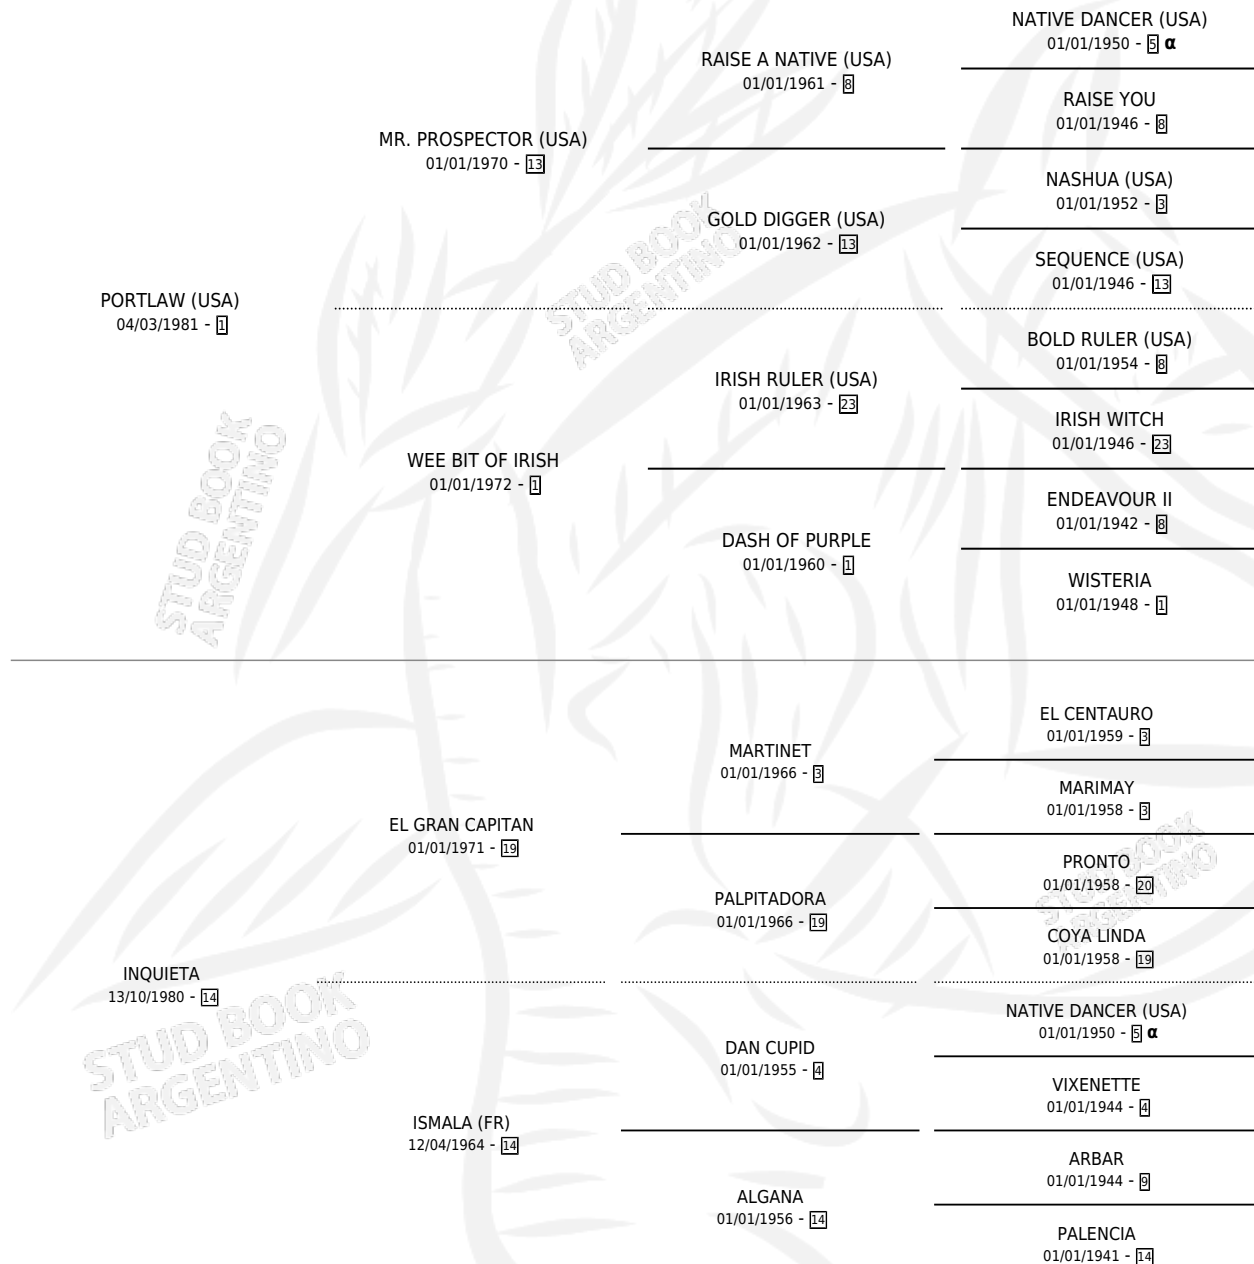 NATIVE DANCER (USA)
01/01/1950 - 5 α
RAISE A NATIVE (USA)
01/01/1961 - 8
RAISE YOU
01/01/1946 - 8
MR. PROSPECTOR (USA)
01/01/1970 - 13
NASHUA (USA)
01/01/1952 - 3
GOLD DIGGER (USA)
01/01/1962 - 13
SEQUENCE (USA)
01/01/1946 - 13
PORTLAW (USA)
04/03/1981 - 1
BOLD RULER (USA)
01/01/1954 - 8
IRISH RULER (USA)
01/01/1963 - 23
IRISH WITCH
01/01/1946 - 23
WEE BIT OF IRISH
01/01/1972 - 1
ENDEAVOUR II
01/01/1942 - 8
DASH OF PURPLE
01/01/1960 - 1
WISTERIA
01/01/1948 - 1
EL CENTAURO
01/01/1959 - 3
MARTINET
01/01/1966 - 3
MARIMAY
01/01/1958 - 3
EL GRAN CAPITAN
01/01/1971 - 19
PRONTO
01/01/1958 - 20
PALPITADORA
01/01/1966 - 19
COYA LINDA
01/01/1958 - 19
INQUIETA
13/10/1980 - 14
NATIVE DANCER (USA)
01/01/1950 - 5 α
DAN CUPID
01/01/1955 - 4
VIXENETTE
01/01/1944 - 4
ISMALA (FR)
12/04/1964 - 14
ARBAR
01/01/1944 - 9
ALGANA
01/01/1956 - 14
PALENCIA
01/01/1941 - 14
STUD BOOK
ARGENTINO
STUD BOOK
ARGENTINO
STUD BOOK
ARGENTINO
STUD BOOK
ARGENTINO